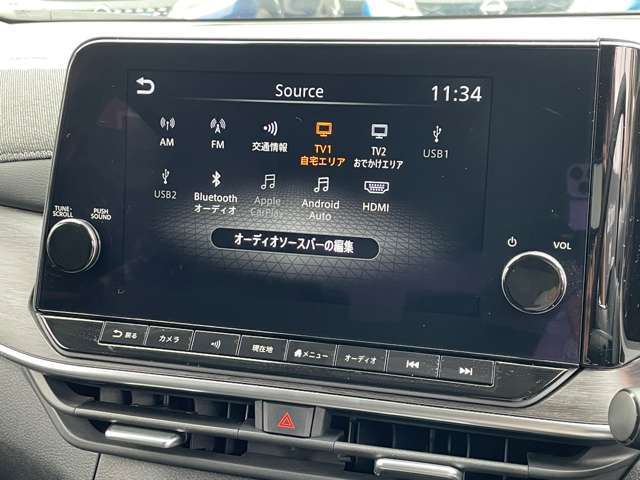 Source
11:34
AM
FM
交通情報
TV1
自宅エリア
TV2
おでかけエリア
USB1
USB2
Bluetooth
オーディオ
Apple
CarPlay
Android
Auto
HDMI
オーディオソースバーの編集
TUNE·
SCROLL
PUSH
SOUND
VOL
戻る
カメラ
現在地
メニュー
オーディオ